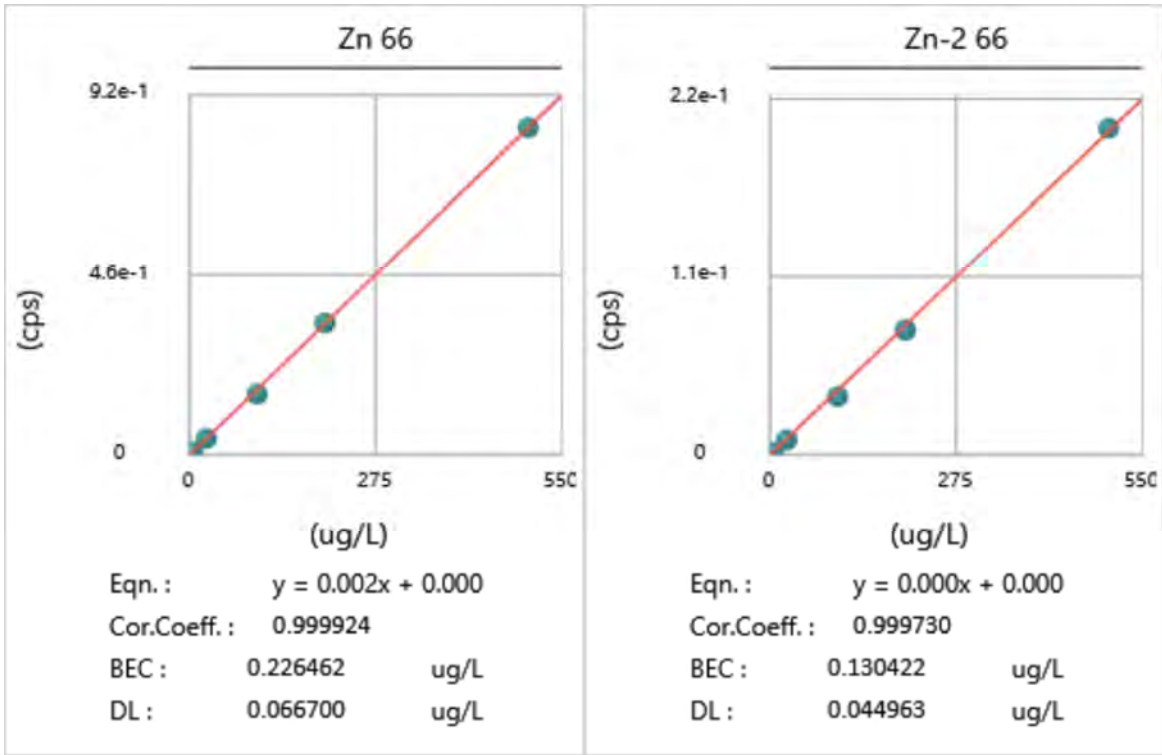 Zn 66
9.2e-1
4.6e-1
0
(cps)
0 275 550
(ug/L)
Eqn. : y = 0.002x + 0.000
Cor.Coeff. : 0.999924
BEC : 0.226462 ug/L
DL : 0.066700 ug/L
Zn-2 66
2.2e-1
1.1e-1
0
(cps)
0 275 550
(ug/L)
Eqn. : y = 0.000x + 0.000
Cor.Coeff. : 0.999730
BEC : 0.130422 ug/L
DL : 0.044963 ug/L